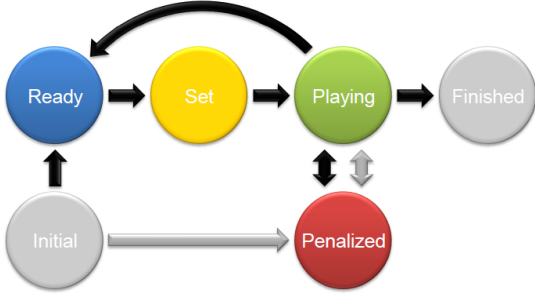 Ready
Set
Playing
Finished
Initial
Penalized